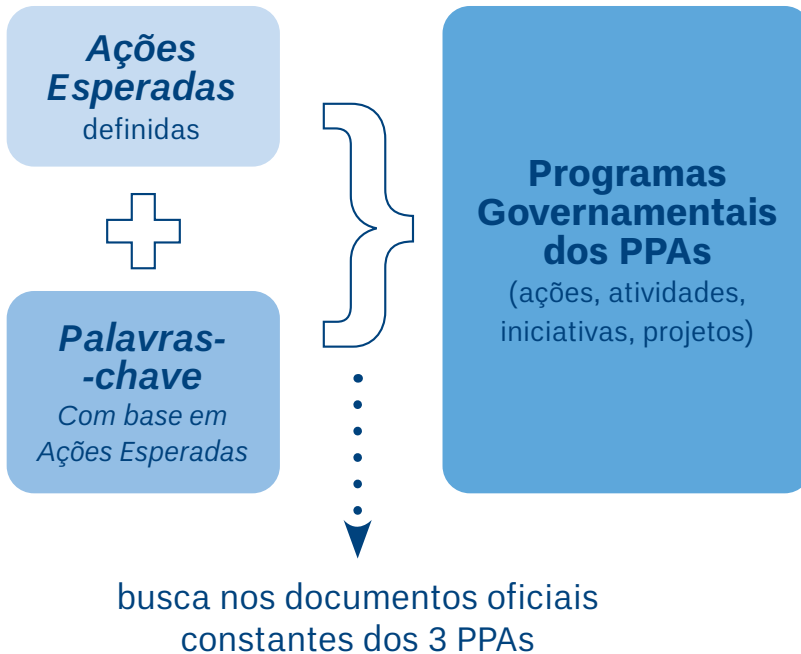 Ações
Esperadas
definidas
Palavras-
-chave
Com base em
Ações Esperadas
Programas
Governamentais
dos PPAs
(ações, atividades,
iniciativas, projetos)
busca nos documentos oficiais
constantes dos 3 PPAs